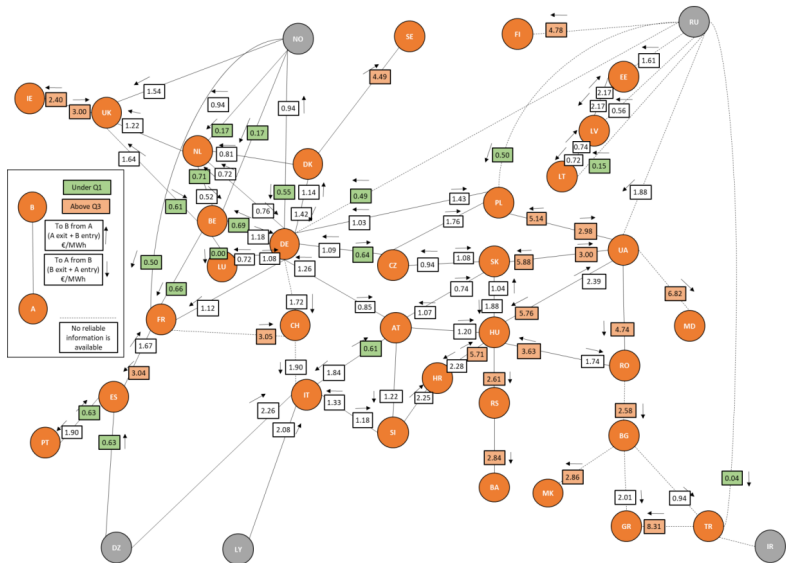 NO
RU
SE
FI
4.78
1.61
EE
IE
2.40
3.00
UK
1.54
4.49
2.17
0.94
0.94
2.17
0.56
1.22
0.17
0.17
LV
0.74
NL
0.81
DK
0.50
0.72
0.15
1.64
0.71
0.72
LT
1.14
0.55
0.49
1.43
1.88
B
Under Q1
Above Q3
To B from A
(A exit + B entry)
€/MWh
To A from B
(B exit + A entry)
€/MWh
A
No reliable
information is
available
0.61
0.52
0.76
1.42
PL
BE
0.69
1.03
1.76
5.14
2.98
1.18
DE
0.00
LU
0.72
1.08
1.09
0.64
CZ
0.94
1.08
SK
5.88
3.00
UA
0.50
1.26
0.74
1.04
2.39
6.82
0.66
1.12
1.72
0.85
1.07
1.88
5.76
FR
CH
AT
1.20
HU
4.74
MD
1.67
3.05
0.61
5.71
3.63
1.74
RO
3.04
1.90
1.84
HR
2.28
2.61
ES
0.63
IT
1.33
1.22
2.25
RS
2.58
2.26
1.18
PT
1.90
0.63
2.08
SI
BG
2.84
BA
MK
2.86
0.94
0.04
2.01
GR
8.31
TR
DZ
LY
IR